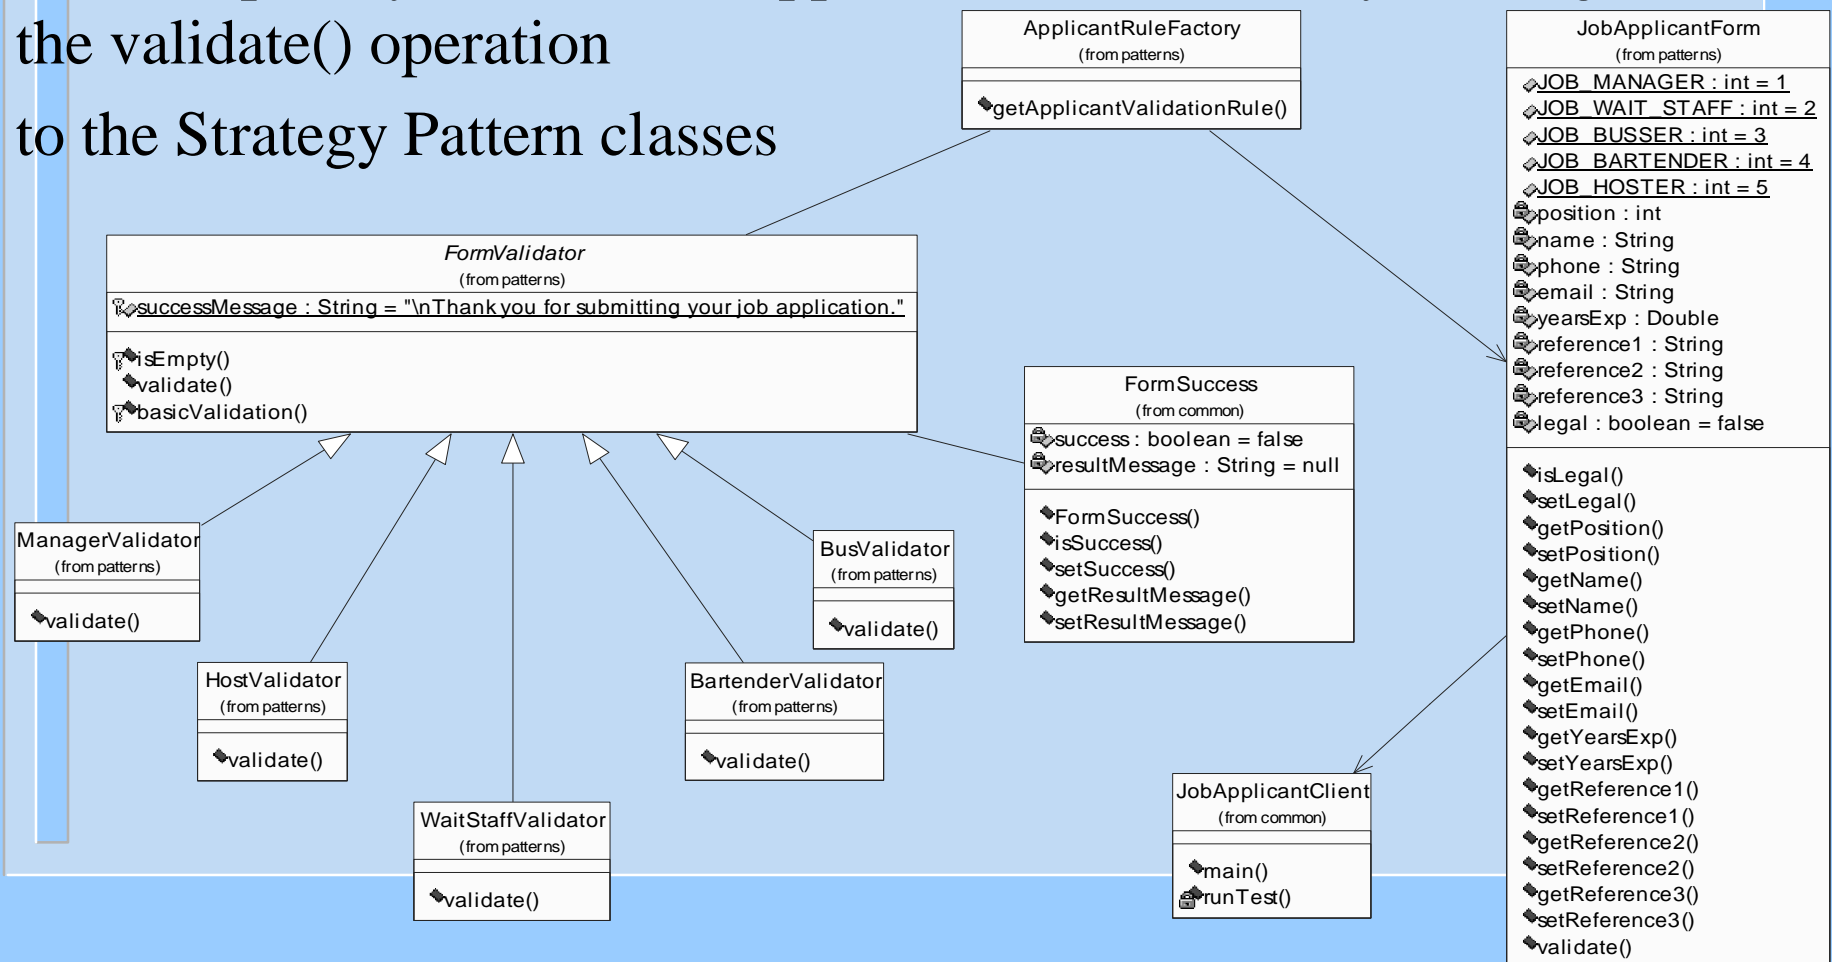 the validate() operation
to the Strategy Pattern classes
ApplicantRuleFactory
(from patterns)
getApplicantValidationRule()
JobApplicantForm
(from patterns)
JOB_MANAGER : int = 1
JOB_WAIT_STAFF : int = 2
JOB_BUSSER : int = 3
JOB_BARTENDER : int = 4
JOB_HOSTER : int = 5
position : int
name : String
phone : String
email : String
yearsExp : Double
reference1 : String
reference2 : String
reference3 : String
legal : boolean = false
isLegal()
setLegal()
getPosition()
setPosition()
getName()
setName()
getPhone()
setPhone()
getEmail()
setEmail()
getYearsExp()
setYearsExp()
getReference1()
setReference1()
getReference2()
setReference2()
getReference3()
setReference3()
validate()
FormValidator
(from patterns)
successMessage : String = "\nThank you for submitting your job application."
isEmpty()
validate()
basicValidation()
FormSuccess
(from common)
success : boolean = false
resultMessage : String = null
FormSuccess()
isSuccess()
setSuccess()
getResultMessage()
setResultMessage()
ManagerValidator
(from patterns)
validate()
BusValidator
(from patterns)
validate()
HostValidator
(from patterns)
validate()
BartenderValidator
(from patterns)
validate()
WaitStaffValidator
(from patterns)
validate()
JobApplicantClient
(from common)
main()
runTest()